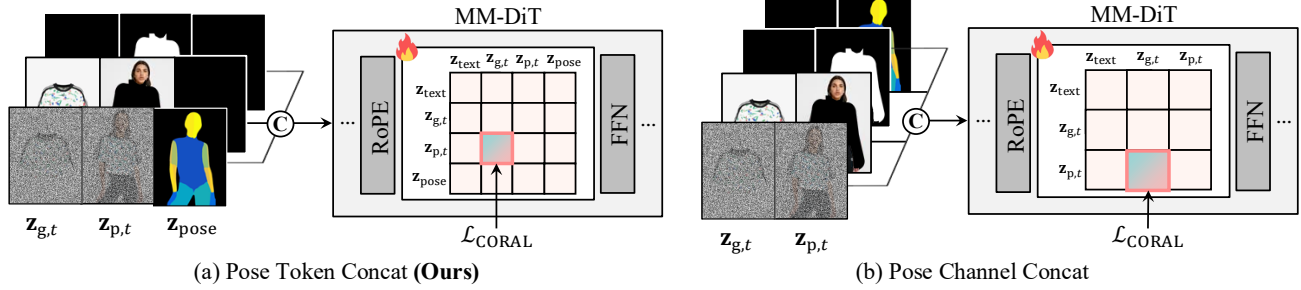 MM-DiT
z_text z_g,t z_p,t z_pose
z_text
z_g,t
z_p,t
z_pose
C
...
RoPE
FFN
...
z_g,t z_p,t z_pose
ℒ_CORAL
(a) Pose Token Concat (Ours)
MM-DiT
z_text z_g,t z_p,t
z_text
z_g,t
z_p,t
C
...
RoPE
FFN
...
z_g,t z_p,t
ℒ_CORAL
(b) Pose Channel Concat